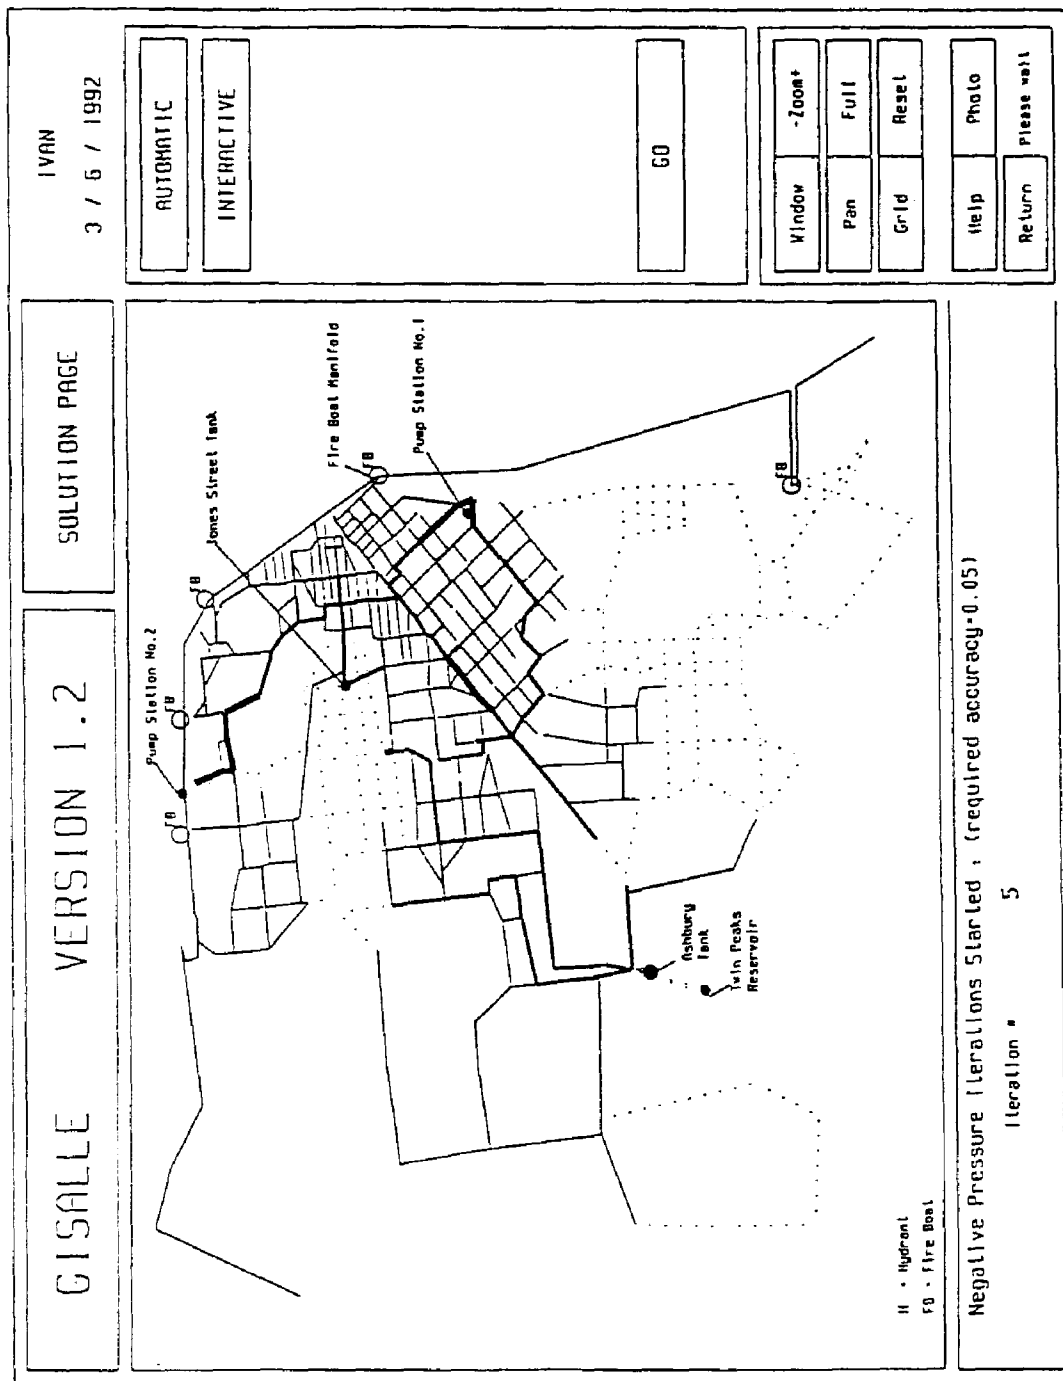 GISALLE VERSION 1.2
SOLUTION PAGE
IVAN
3 / 6 / 1992
AUTOMATIC
INTERACTIVE
GO
Window
-Zoom+
Pan
Full
Grid
Reset
Help
Photo
Return
Please wait
FB
Pump Station No.2
FB
FB
Jones Street Tank
Fire Boat Manifold
FB
Pump Station No.1
FB
Ashbury
Tank
Twin Peaks
Reservoir
H - Hydrant
FB - Fire Boat
Negative Pressure Iterations Started : (required accuracy=0.05)
Iteration # 5